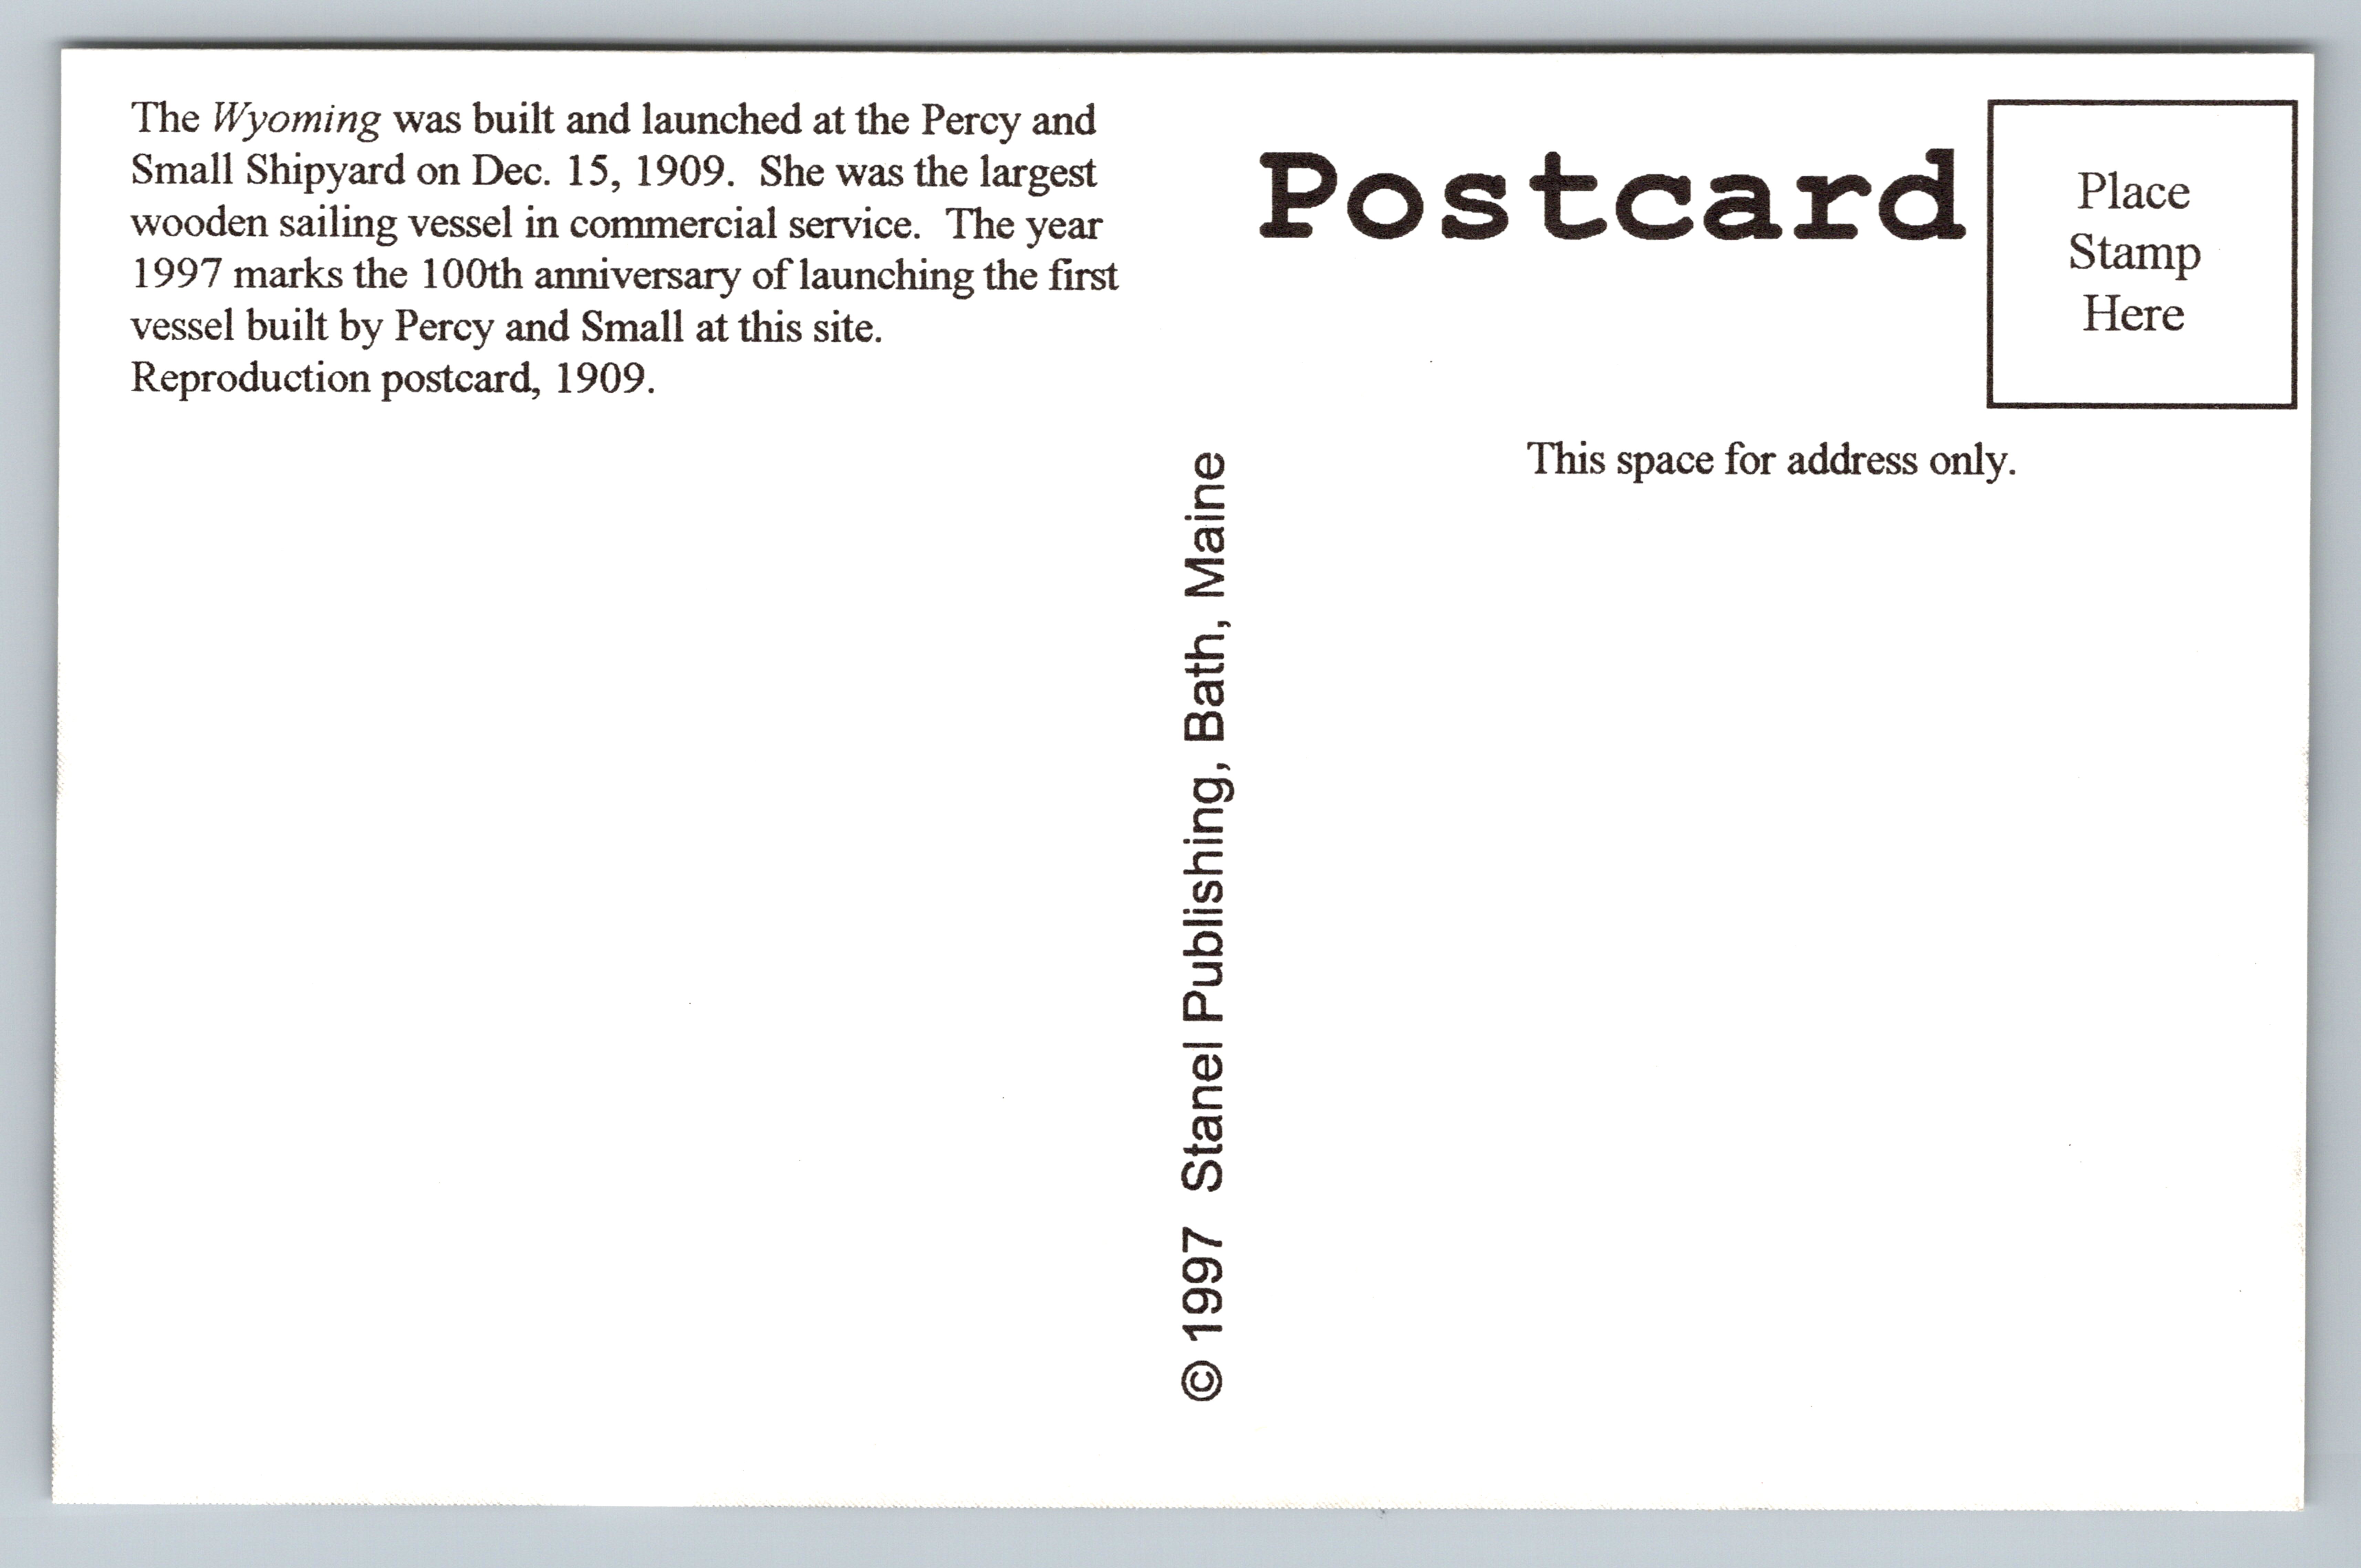 The Wyoming was built and launched at the Percy and
Small Shipyard on Dec. 15, 1909.  She was the largest
wooden sailing vessel in commercial service.  The year
1997 marks the 100th anniversary of launching the first
vessel built by Percy and Small at this site.
Reproduction postcard, 1909.
© 1997  Stanel Publishing, Bath, Maine
Postcard
Place
Stamp
Here
This space for address only.